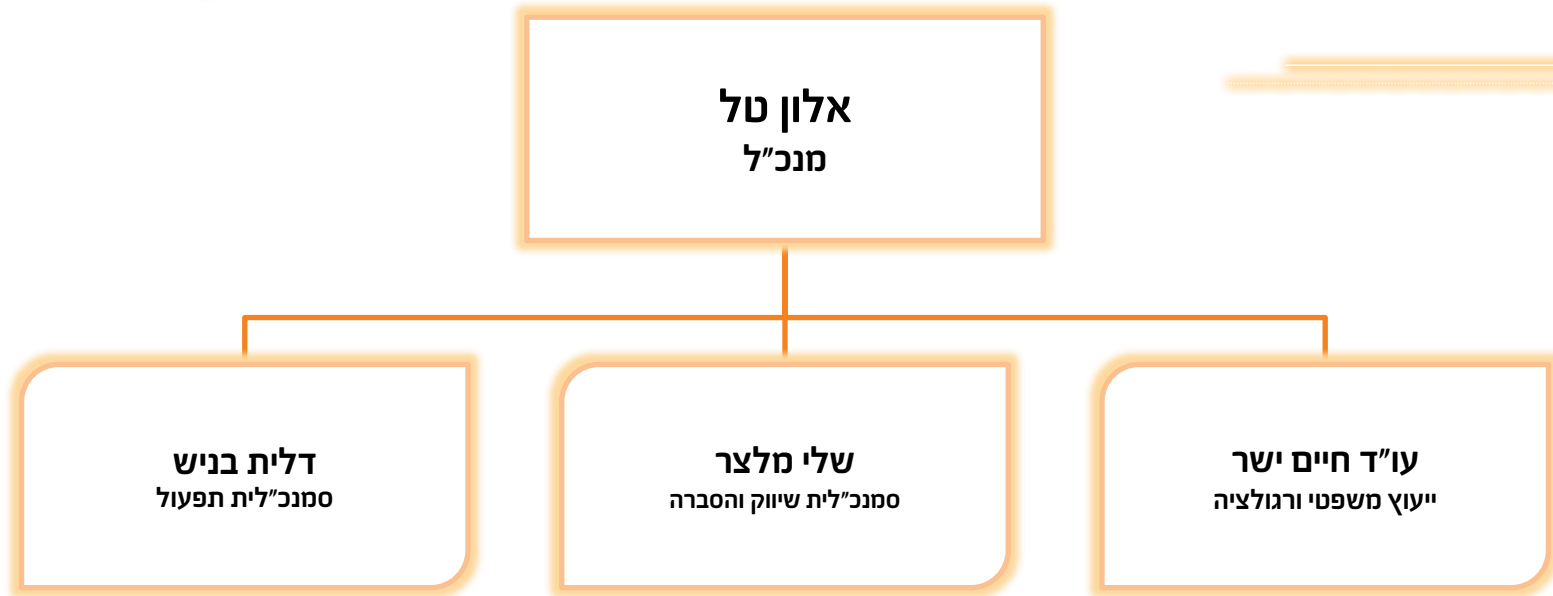 אלון טל
מנכ״ל
עו״ד חיים ישר
ייעוץ משפטי ורגולציה
שלי מלצר
סמנכ״לית שיווק והסברה
דלית בניש
סמנכ״לית תפעול